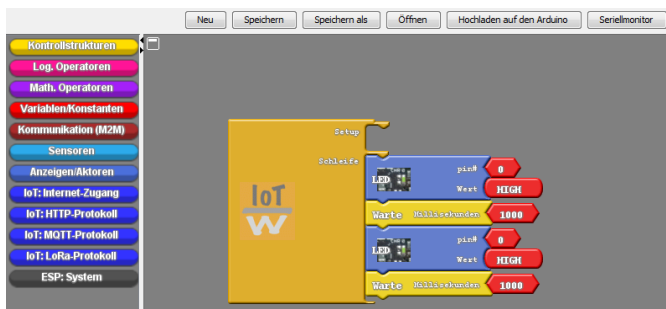 Neu Speichern Speichern als Öffnen Hochladen auf den Arduino Seriellmonitor
Kontrollstrukturen
Log. Operatoren
Math. Operatoren
Variablen/Konstanten
Kommunikation (M2M)
Sensoren
Anzeigen/Aktoren
IoT: Internet-Zugang
IoT: HTTP-Protokoll
IoT: MQTT-Protokoll
IoT: LoRa-Protokoll
ESP: System
Setup
Schleife
IoT
W
LED pin# 0
Wert HIGH
Warte Millisekunden 1000
LED pin# 0
Wert HIGH
Warte Millisekunden 1000